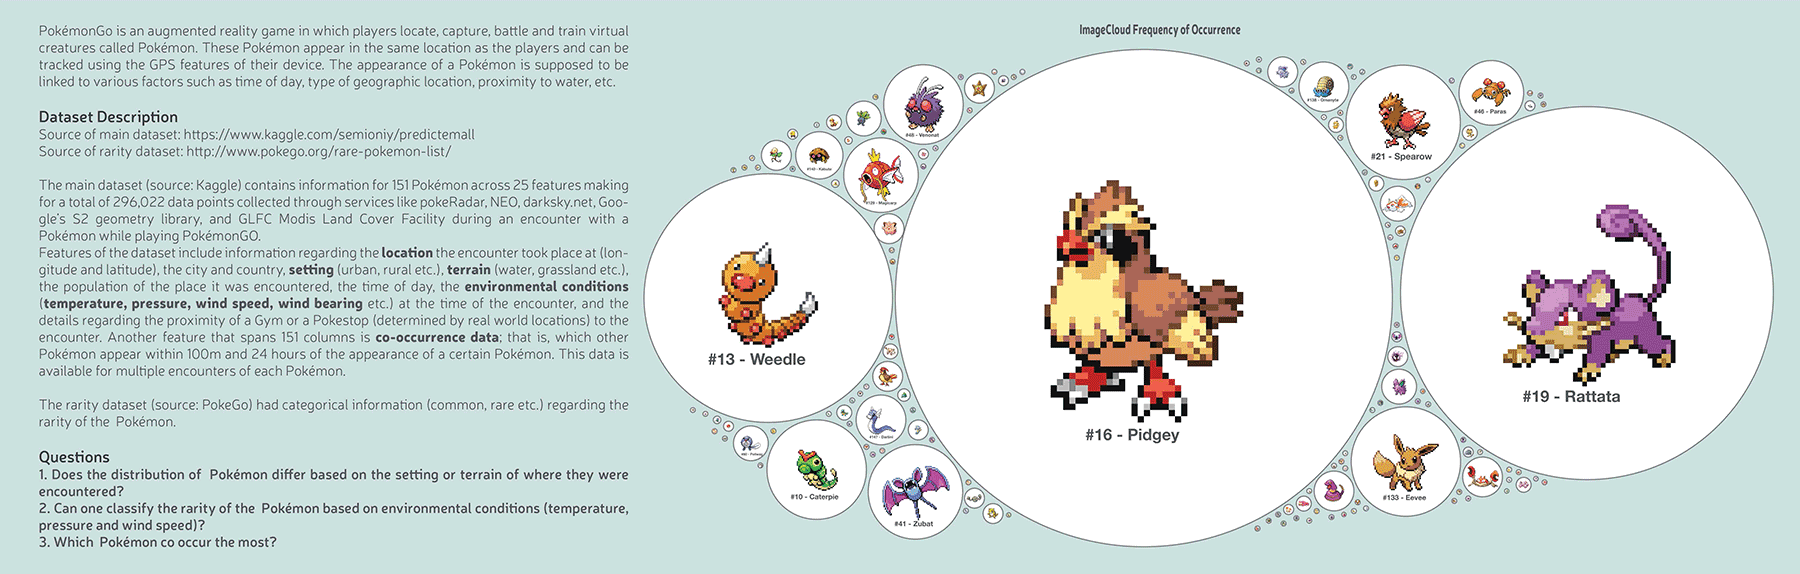 PokémonGo is an augmented reality game in which players locate, capture, battle and train virtual
creatures called Pokémon. These Pokémon appear in the same location as the players and can be
tracked using the GPS features of their device. The appearance of a Pokémon is supposed to be
linked to various factors such as time of day, type of geographic location, proximity to water, etc.
Dataset Description
Source of main dataset: https://www.kaggle.com/semioniy/predictemall
Source of rarity dataset: http://www.pokego.org/rare-pokemon-list/
The main dataset (source: Kaggle) contains information for 151 Pokémon across 25 features making
for a total of 296,022 data points collected through services like pokeRadar, NEO, darksky.net, Goo-
gle's S2 geometry library, and GLFC Modis Land Cover Facility during an encounter with a
Pokémon while playing PokémonGO.
Features of the dataset include information regarding the location the encounter took place at (lon-
gitude and latitude), the city and country, setting (urban, rural etc.), terrain (water, grassland etc.),
the population of the place it was encountered, the time of day, the environmental conditions
(temperature, pressure, wind speed, wind bearing etc.) at the time of the encounter, and the
details regarding the proximity of a Gym or a Pokestop (determined by real world locations) to the
encounter. Another feature that spans 151 columns is co-occurrence data; that is, which other
Pokémon appear within 100m and 24 hours of the appearance of a certain Pokémon. This data is
available for multiple encounters of each Pokémon.
The rarity dataset (source: PokeGo) had categorical information (common, rare etc.) regarding the
rarity of the Pokémon.
Questions
1. Does the distribution of Pokémon differ based on the setting or terrain of where they were
encountered?
2. Can one classify the rarity of the Pokémon based on environmental conditions (temperature,
pressure and wind speed)?
3. Which Pokémon co occur the most?
ImageCloud Frequency of Occurrence
#48 - Venonat
#21 - Spearow
#46 - Paras
#13 - Weedle
#16 - Pidgey
#19 - Rattata
#10 - Caterpie
#41 - Zubat
#133 - Eevee